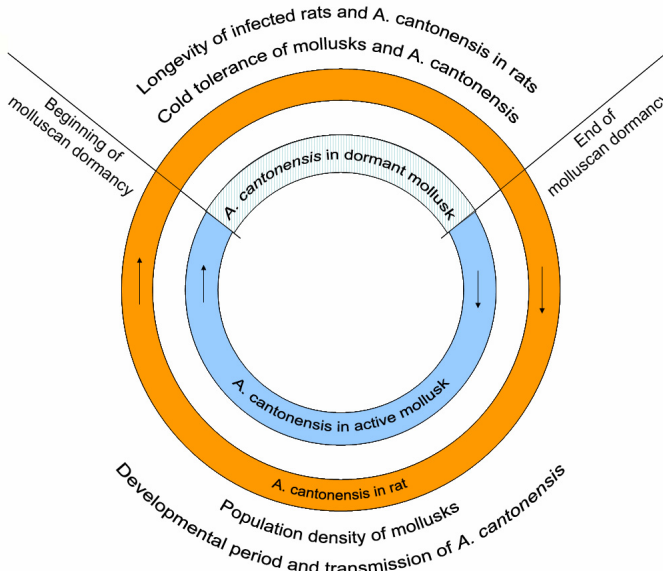 Longevity of infected rats and A. cantonensis in rats
Cold tolerance of mollusks and A. cantonensis
Beginning of
molluscan dormancy
End of
molluscan dormancy
A. cantonensis in dormant mollusk
A. cantonensis in active mollusk
A. cantonensis in rat
Population density of mollusks
Developmental period and transmission of A. cantonensis